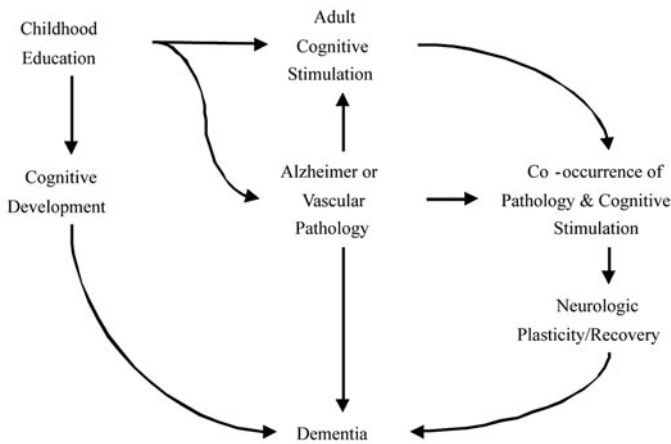 Childhood
Education
Adult
Cognitive
Stimulation
Cognitive
Development
Alzheimer or
Vascular
Pathology
Co -occurrence of
Pathology & Cognitive
Stimulation
Neurologic
Plasticity/Recovery
Dementia